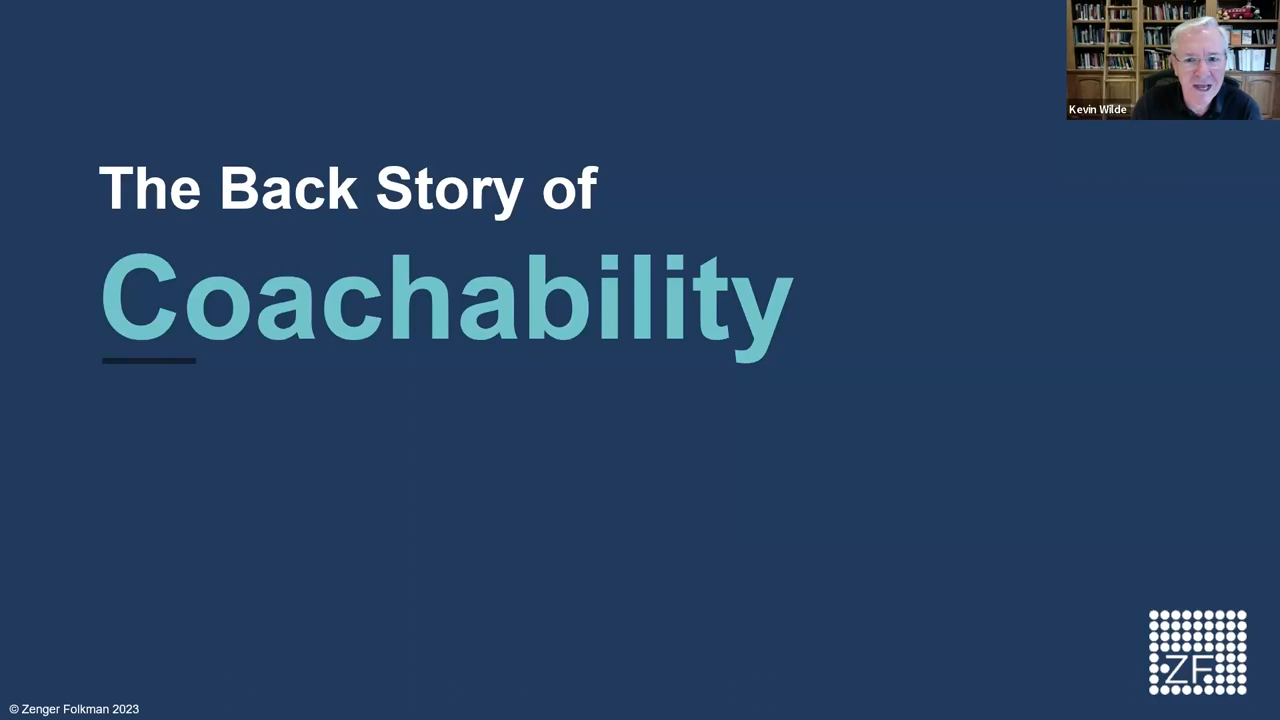 Kevin Wilde
The Back Story of
Coachability
ZF
© Zenger Folkman 2023